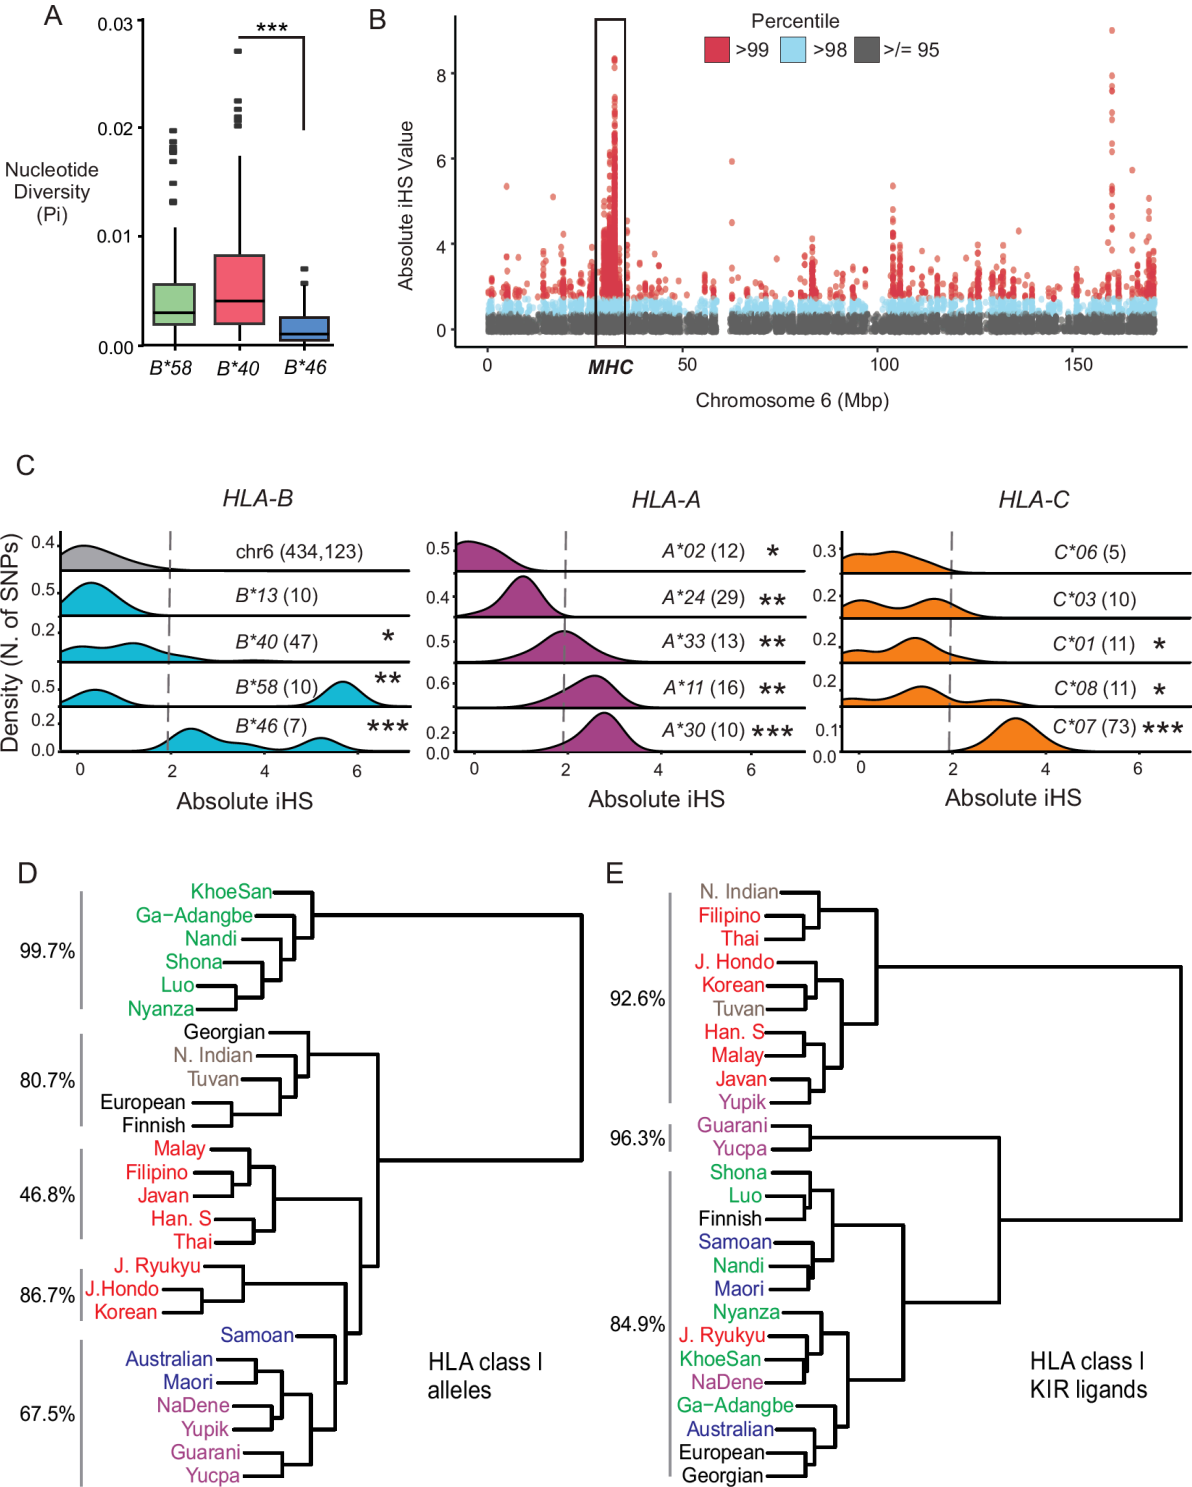 A
0.03
0.02
0.01
0.00
Nucleotide
Diversity
(Pi)
***
B*58
B*40
B*46
B
Percentile
>99
>98
>/= 95
Absolute iHS Value
8
6
4
2
0
0
MHC
50
100
150
Chromosome 6 (Mbp)
C
HLA-B
HLA-A
HLA-C
Density (N. of SNPs)
0.4
chr6 (434,123)
0.5
B*13 (10)
0.2
B*40 (47) *
0.5
B*58 (10) **
0.2
B*46 (7) ***
0.0
0 2 4 6
Absolute iHS
0.5
A*02 (12) *
0.4
A*24 (29) **
0.5
A*33 (13) **
0.6
A*11 (16) **
0.2
A*30 (10) ***
0.0
0 2 4 6
Absolute iHS
0.3
C*06 (5)
0.2
C*03 (10)
0.2
C*01 (11) *
0.2
C*08 (11) *
0.1
C*07 (73) ***
0.0
0 2 4 6
Absolute iHS
D
99.7%
KhoeSan
Ga-Adangbe
Nandi
Shona
Luo
Nyanza
80.7%
Georgian
N. Indian
Tuvan
European
Finnish
46.8%
Malay
Filipino
Javan
Han. S
Thai
86.7%
J. Ryukyu
J.Hondo
Korean
67.5%
Samoan
Australian
Maori
NaDene
Yupik
Guarani
Yucpa
HLA class I
alleles
E
92.6%
N. Indian
Filipino
Thai
J. Hondo
Korean
Tuvan
Han. S
Malay
Javan
Yupik
96.3%
Guarani
Yucpa
84.9%
Shona
Luo
Finnish
Samoan
Nandi
Maori
Nyanza
J. Ryukyu
KhoeSan
NaDene
Ga-Adangbe
Australian
European
Georgian
HLA class I
KIR ligands